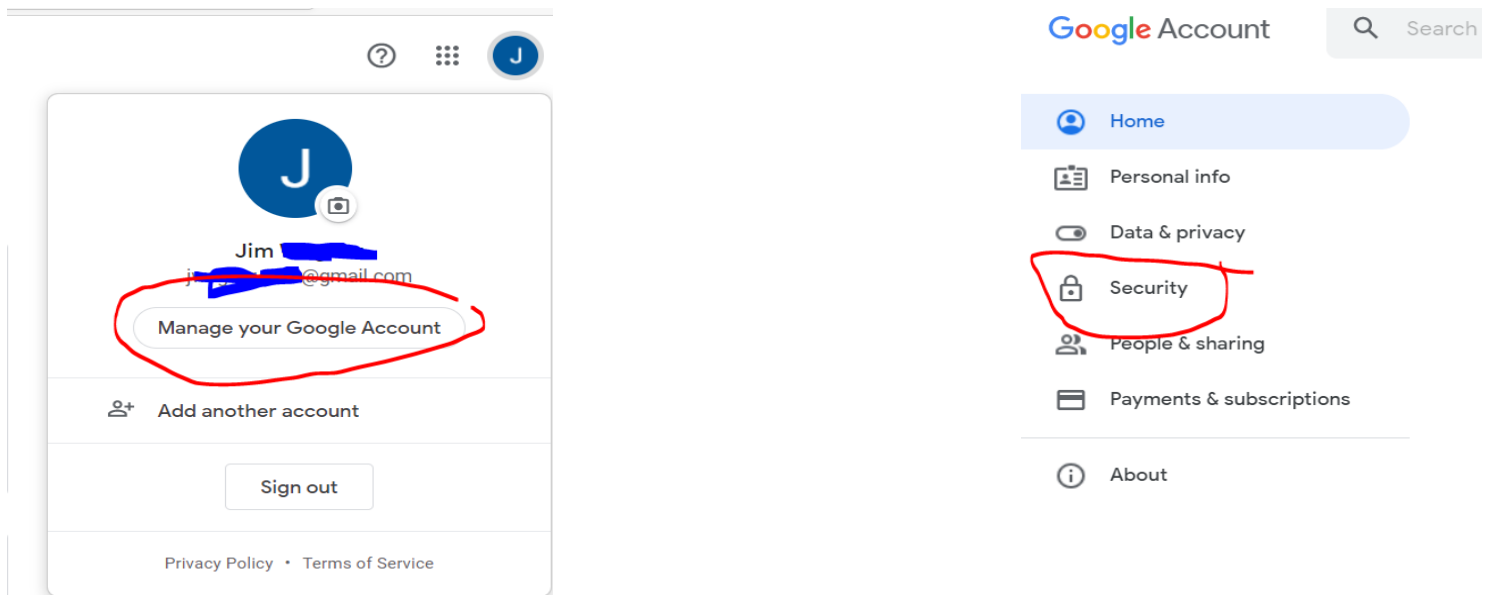 J
J
Jim
@gmail.com
Manage your Google Account
Add another account
Sign out
Privacy Policy • Terms of Service
Google Account
Search
Home
Personal info
Data & privacy
Security
People & sharing
Payments & subscriptions
About